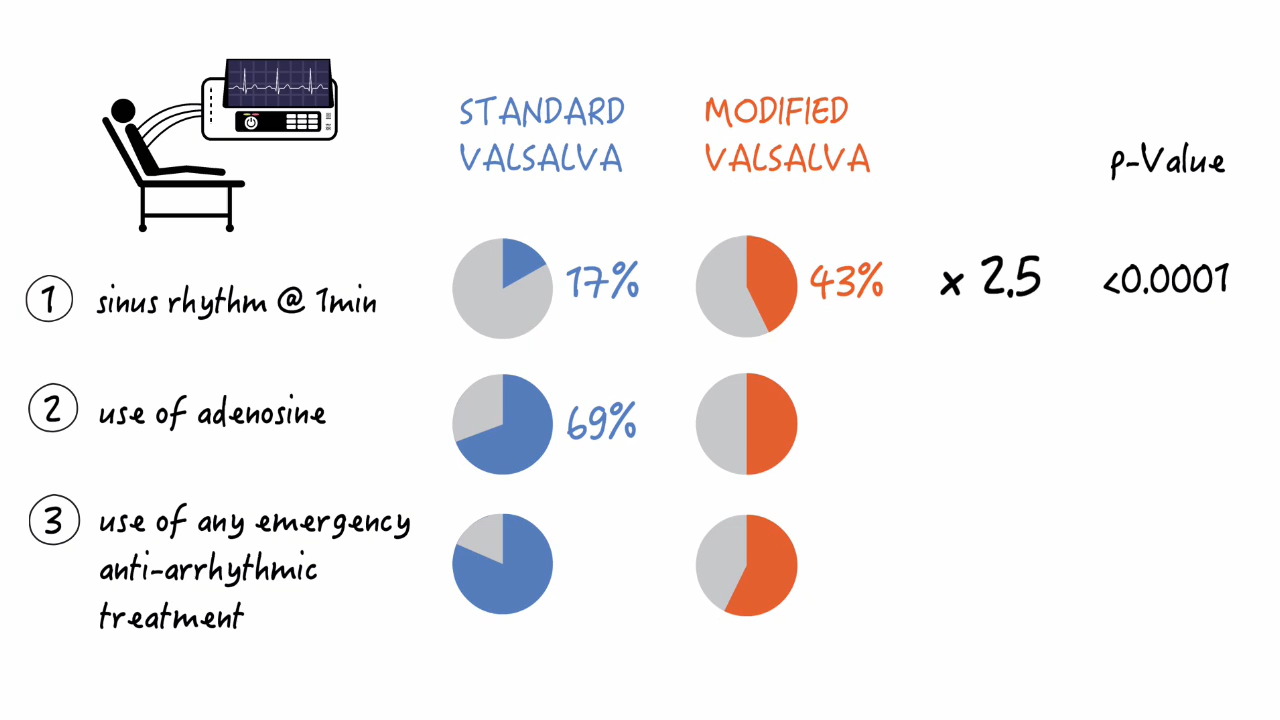 STANDARD
VALSALVA
MODIFIED
VALSALVA
p-Value
1 sinus rhythm @ 1min
17%
43%
x 2.5
<0.0001
2 use of adenosine
69%
3 use of any emergency
anti-arrhythmic
treatment